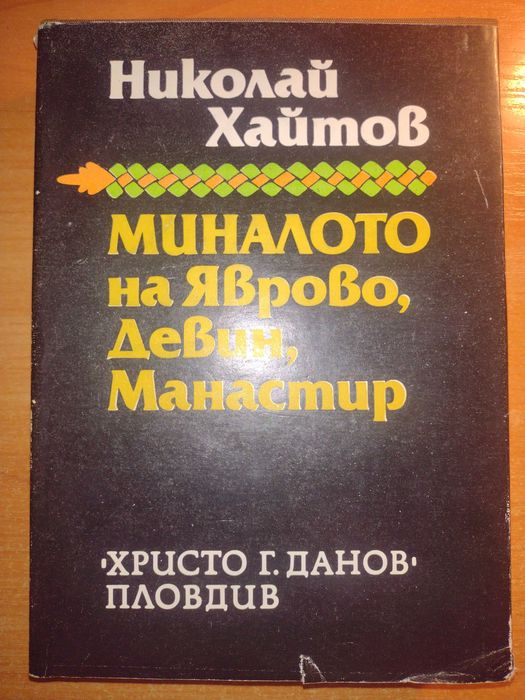 Николай
Хайтов
Миналото
на Яврово,
Девин,
Манастир
·ХРИСТО Г. ДАНОВ·
ПЛОВДИВ